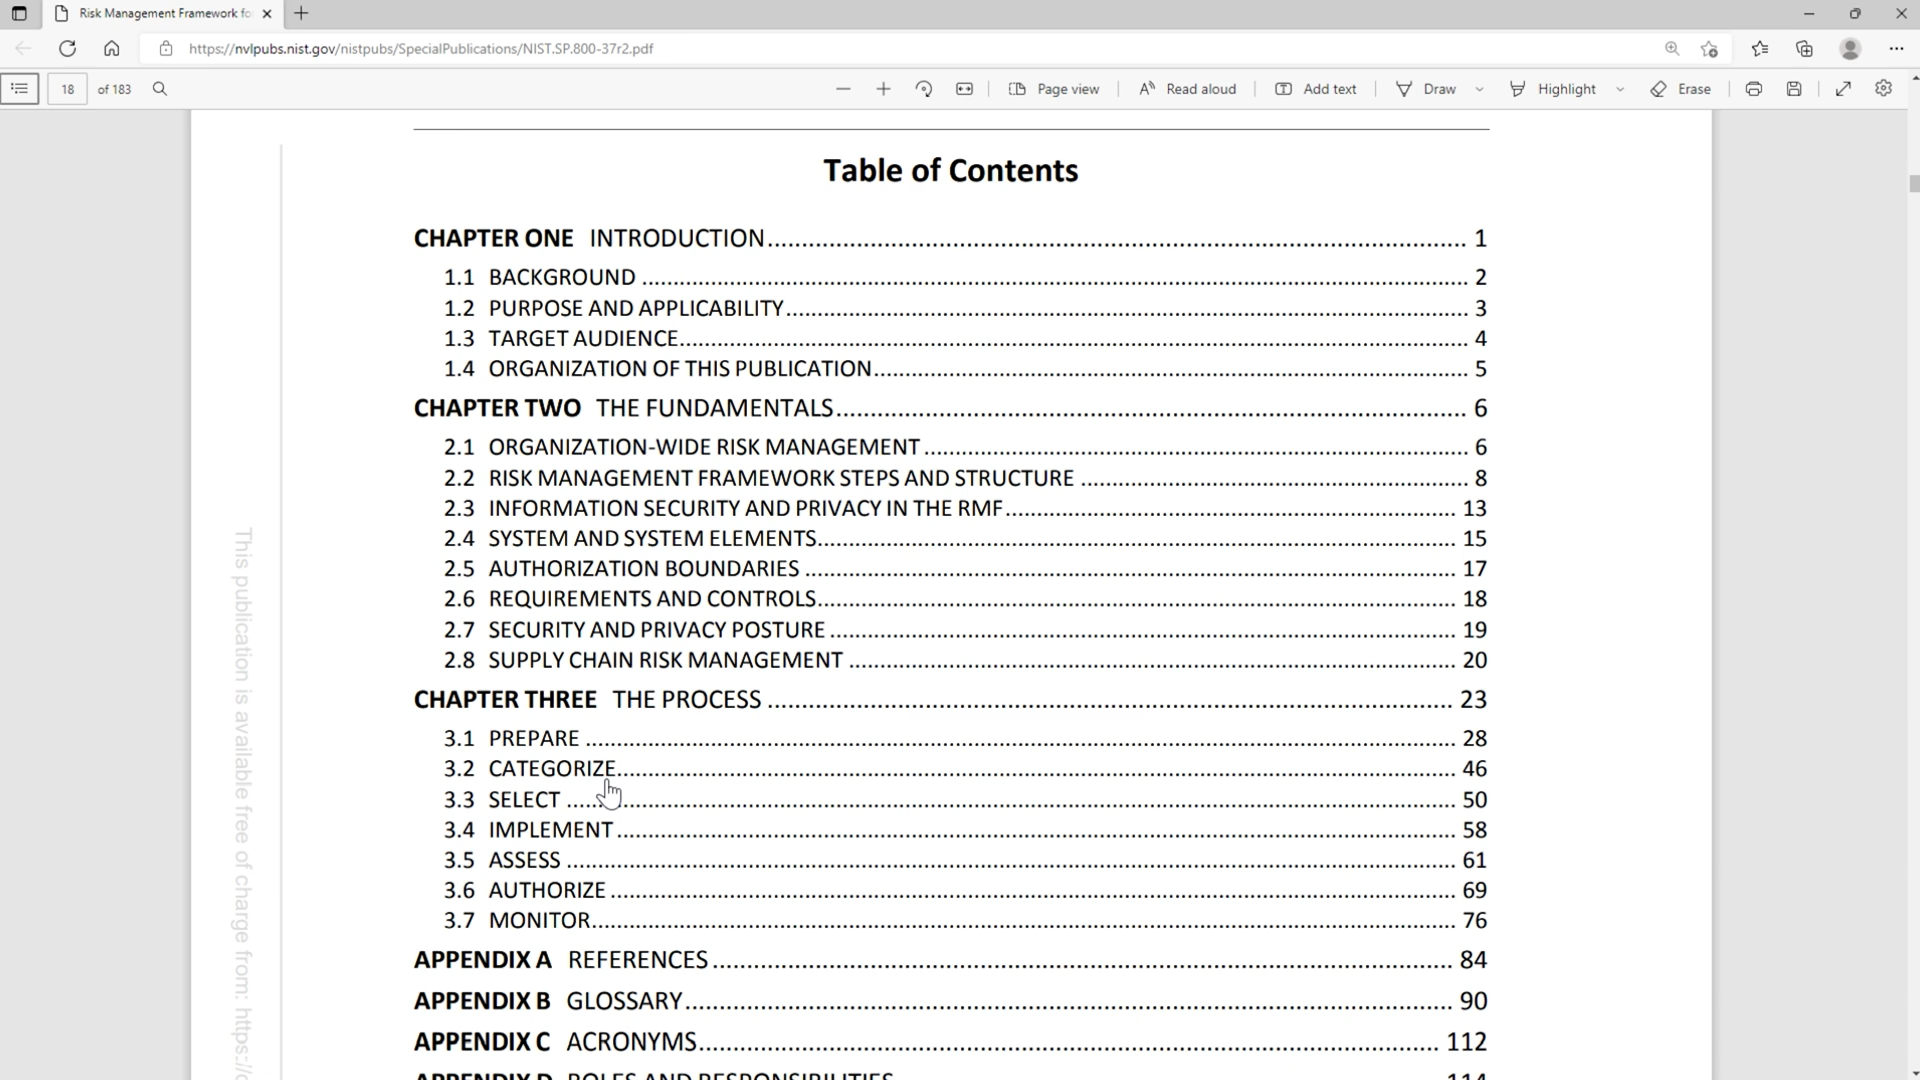 Risk Management Framework fo
https://nvlpubs.nist.gov/nistpubs/SpecialPublications/NIST.SP.800-37r2.pdf
18 of 183
Page view
Read aloud
Add text
Draw
Highlight
Erase
Table of Contents
CHAPTER ONE INTRODUCTION 1
1.1 BACKGROUND 2
1.2 PURPOSE AND APPLICABILITY 3
1.3 TARGET AUDIENCE 4
1.4 ORGANIZATION OF THIS PUBLICATION 5
CHAPTER TWO THE FUNDAMENTALS 6
2.1 ORGANIZATION-WIDE RISK MANAGEMENT 6
2.2 RISK MANAGEMENT FRAMEWORK STEPS AND STRUCTURE 8
2.3 INFORMATION SECURITY AND PRIVACY IN THE RMF 13
2.4 SYSTEM AND SYSTEM ELEMENTS 15
2.5 AUTHORIZATION BOUNDARIES 17
2.6 REQUIREMENTS AND CONTROLS 18
2.7 SECURITY AND PRIVACY POSTURE 19
2.8 SUPPLY CHAIN RISK MANAGEMENT 20
CHAPTER THREE THE PROCESS 23
3.1 PREPARE 28
3.2 CATEGORIZE 46
3.3 SELECT 50
3.4 IMPLEMENT 58
3.5 ASSESS 61
3.6 AUTHORIZE 69
3.7 MONITOR 76
APPENDIX A REFERENCES 84
APPENDIX B GLOSSARY 90
APPENDIX C ACRONYMS 112
APPENDIX D ROLES AND RESPONSIBILITIES 114
This publication is available free of charge from: https://